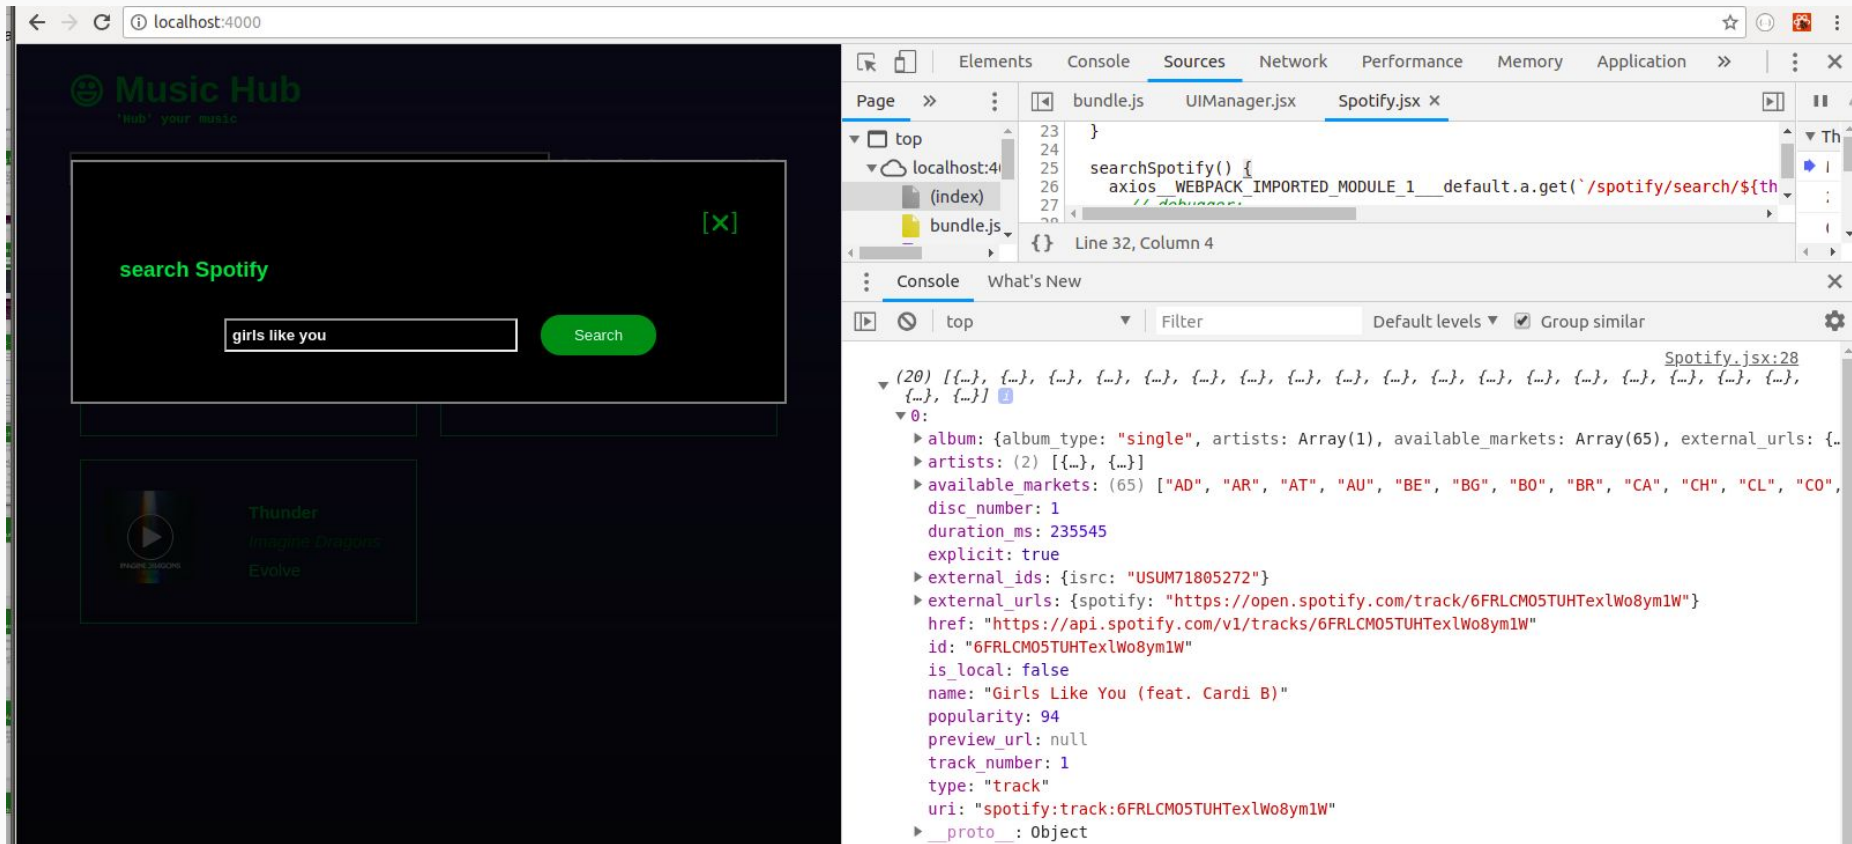 localhost:4000
Music Hub
'Hub' your music
[✕]
search Spotify
girls like you
Search
Thunder
Imagine Dragons
Evolve
IMAGINE DRAGONS
Elements Console Sources Network Performance Memory Application »
Page » bundle.js UIManager.jsx Spotify.jsx ×
top
localhost:4
(index)
bundle.js
23 }
24
25 searchSpotify() {
26 axios__WEBPACK_IMPORTED_MODULE_1___default.a.get(`/spotify/search/${th
27 // debugger;
28
Th
{} Line 32, Column 4
Console What's New
top Filter Default levels ▼ Group similar
Spotify.jsx:28
(20) [{…}, {…}, {…}, {…}, {…}, {…}, {…}, {…}, {…}, {…}, {…}, {…}, {…}, {…}, {…}, {…}, {…}, {…},
{…}, {…}] i
▼0:
▶album: {album_type: "single", artists: Array(1), available_markets: Array(65), external_urls: {…
▶artists: (2) [{…}, {…}]
▶available_markets: (65) ["AD", "AR", "AT", "AU", "BE", "BG", "BO", "BR", "CA", "CH", "CL", "CO",
disc_number: 1
duration_ms: 235545
explicit: true
▶external_ids: {isrc: "USUM71805272"}
▶external_urls: {spotify: "https://open.spotify.com/track/6FRLCMO5TUHTexlWo8ym1W"}
href: "https://api.spotify.com/v1/tracks/6FRLCMO5TUHTexlWo8ym1W"
id: "6FRLCMO5TUHTexlWo8ym1W"
is_local: false
name: "Girls Like You (feat. Cardi B)"
popularity: 94
preview_url: null
track_number: 1
type: "track"
uri: "spotify:track:6FRLCMO5TUHTexlWo8ym1W"
▶__proto__: Object